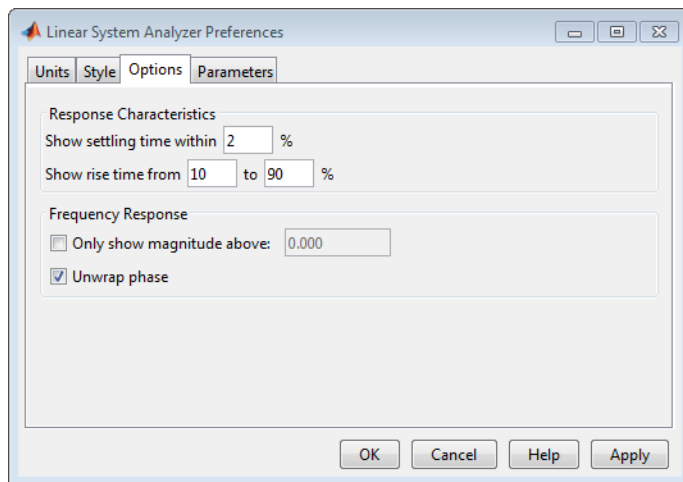 Linear System Analyzer Preferences
Units Style Options Parameters
Response Characteristics
Show settling time within 2 %
Show rise time from 10 to 90 %
Frequency Response
Only show magnitude above: 0.000
Unwrap phase
OK Cancel Help Apply